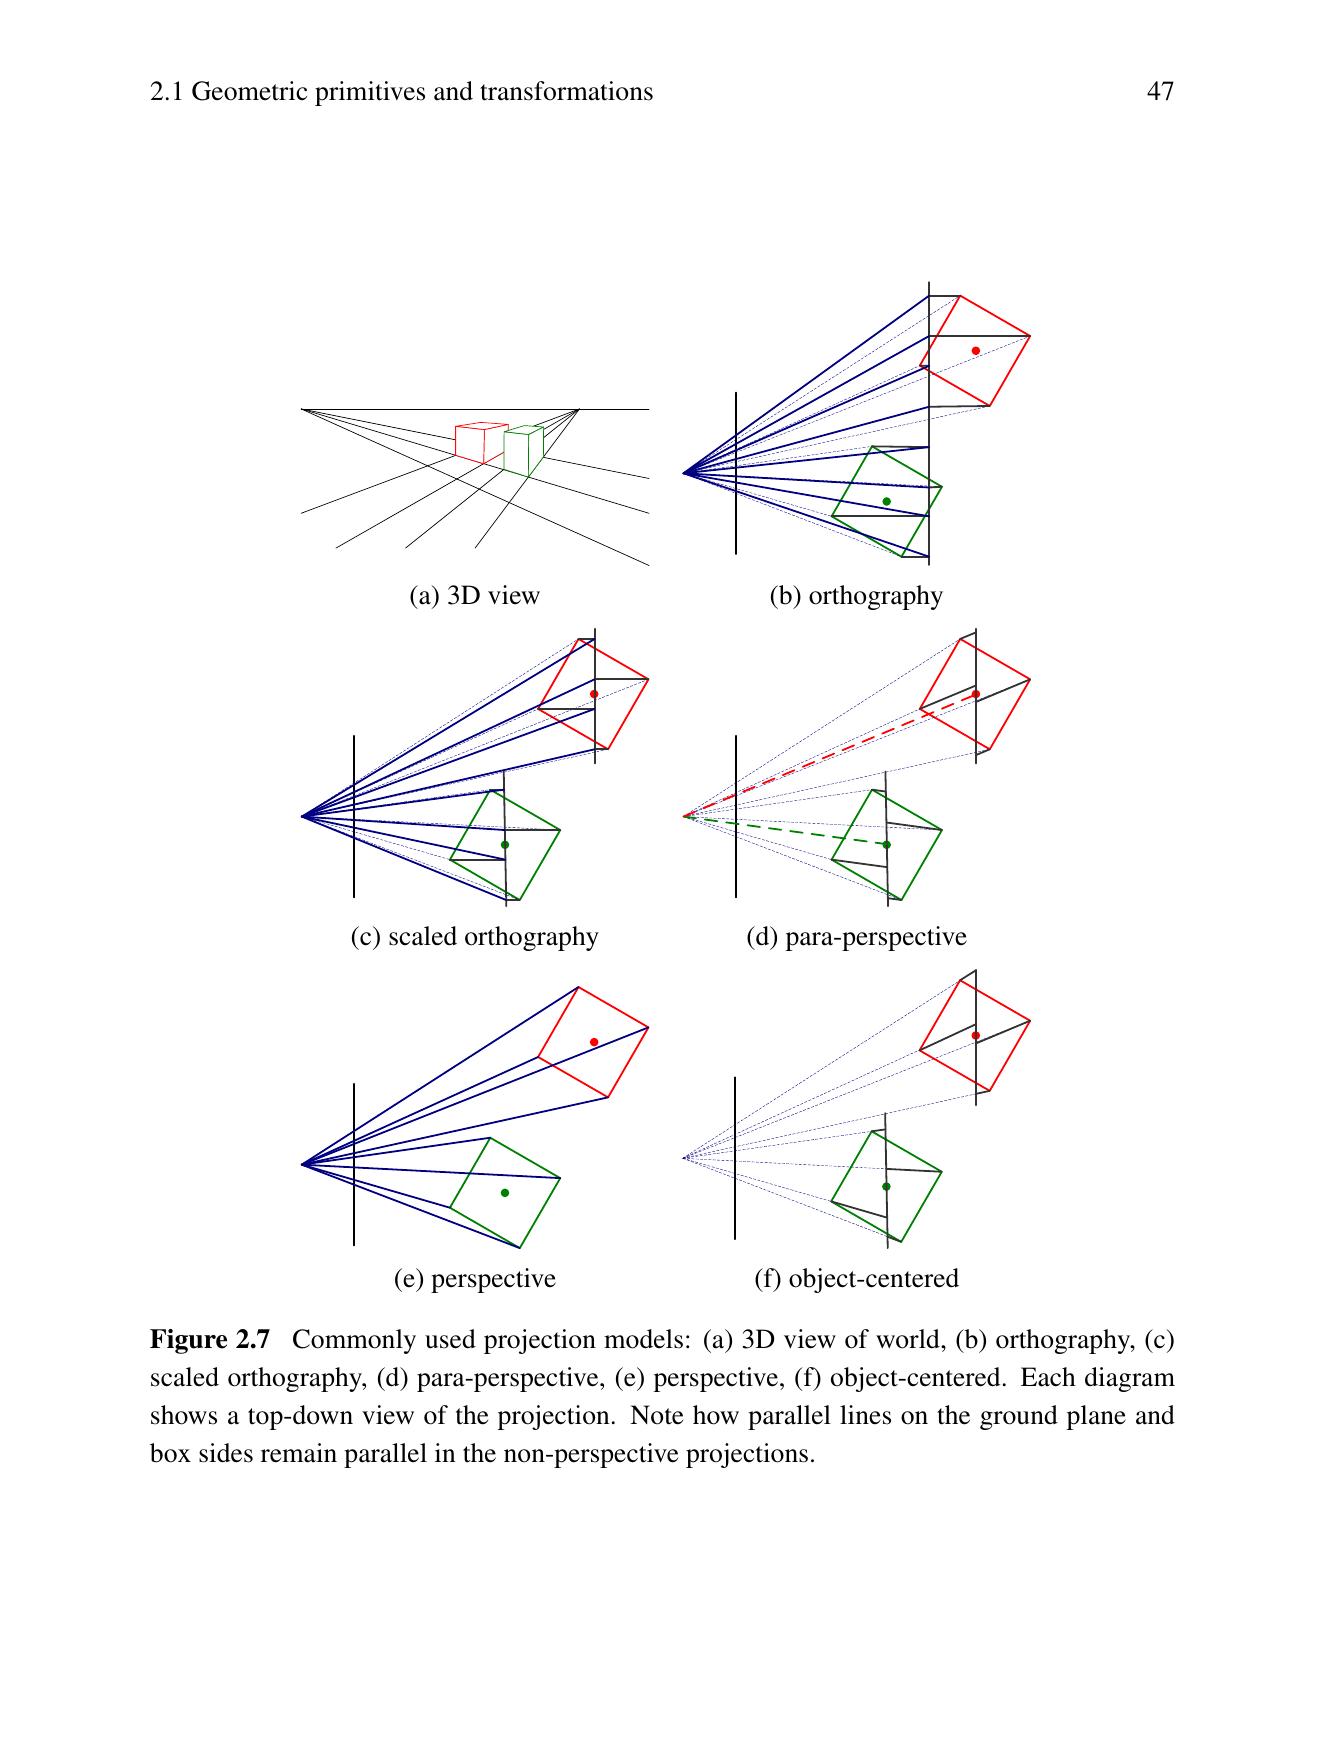 2.1 Geometric primitives and transformations 47
(a) 3D view
(b) orthography
(c) scaled orthography
(d) para-perspective
(e) perspective
(f) object-centered
Figure 2.7 Commonly used projection models: (a) 3D view of world, (b) orthography, (c)
scaled orthography, (d) para-perspective, (e) perspective, (f) object-centered. Each diagram
shows a top-down view of the projection. Note how parallel lines on the ground plane and
box sides remain parallel in the non-perspective projections.